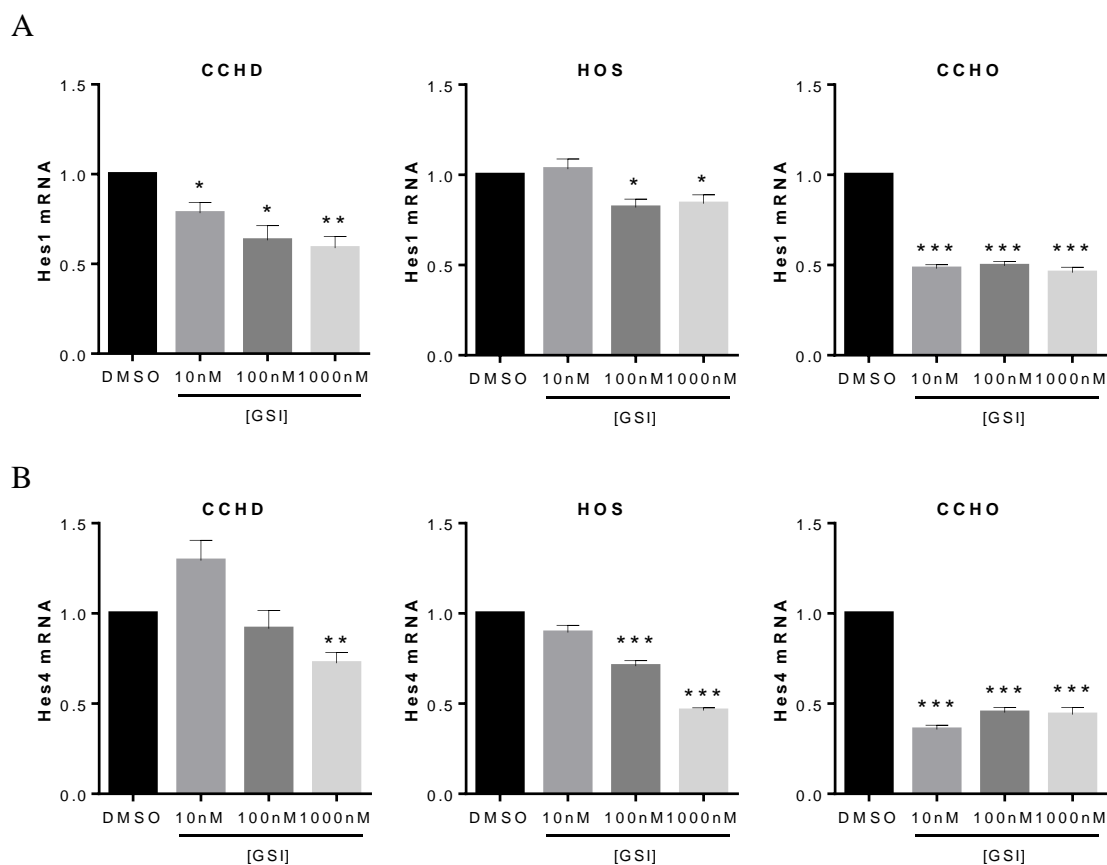 A
CCHD
HOS
CCHO
1.5
1.0
0.5
0.0
Hes1 mRNA
*
*
**
DMSO
10nM
100nM
1000nM
[GSI]
1.5
1.0
0.5
0.0
Hes1 mRNA
*
*
DMSO
10nM
100nM
1000nM
[GSI]
1.5
1.0
0.5
0.0
Hes1 mRNA
***
***
***
DMSO
10nM
100nM
1000nM
[GSI]
B
CCHD
HOS
CCHO
1.5
1.0
0.5
0.0
Hes4 mRNA
**
DMSO
10nM
100nM
1000nM
[GSI]
1.5
1.0
0.5
0.0
Hes4 mRNA
***
***
DMSO
10nM
100nM
1000nM
[GSI]
1.5
1.0
0.5
0.0
Hes4 mRNA
***
***
***
DMSO
10nM
100nM
1000nM
[GSI]